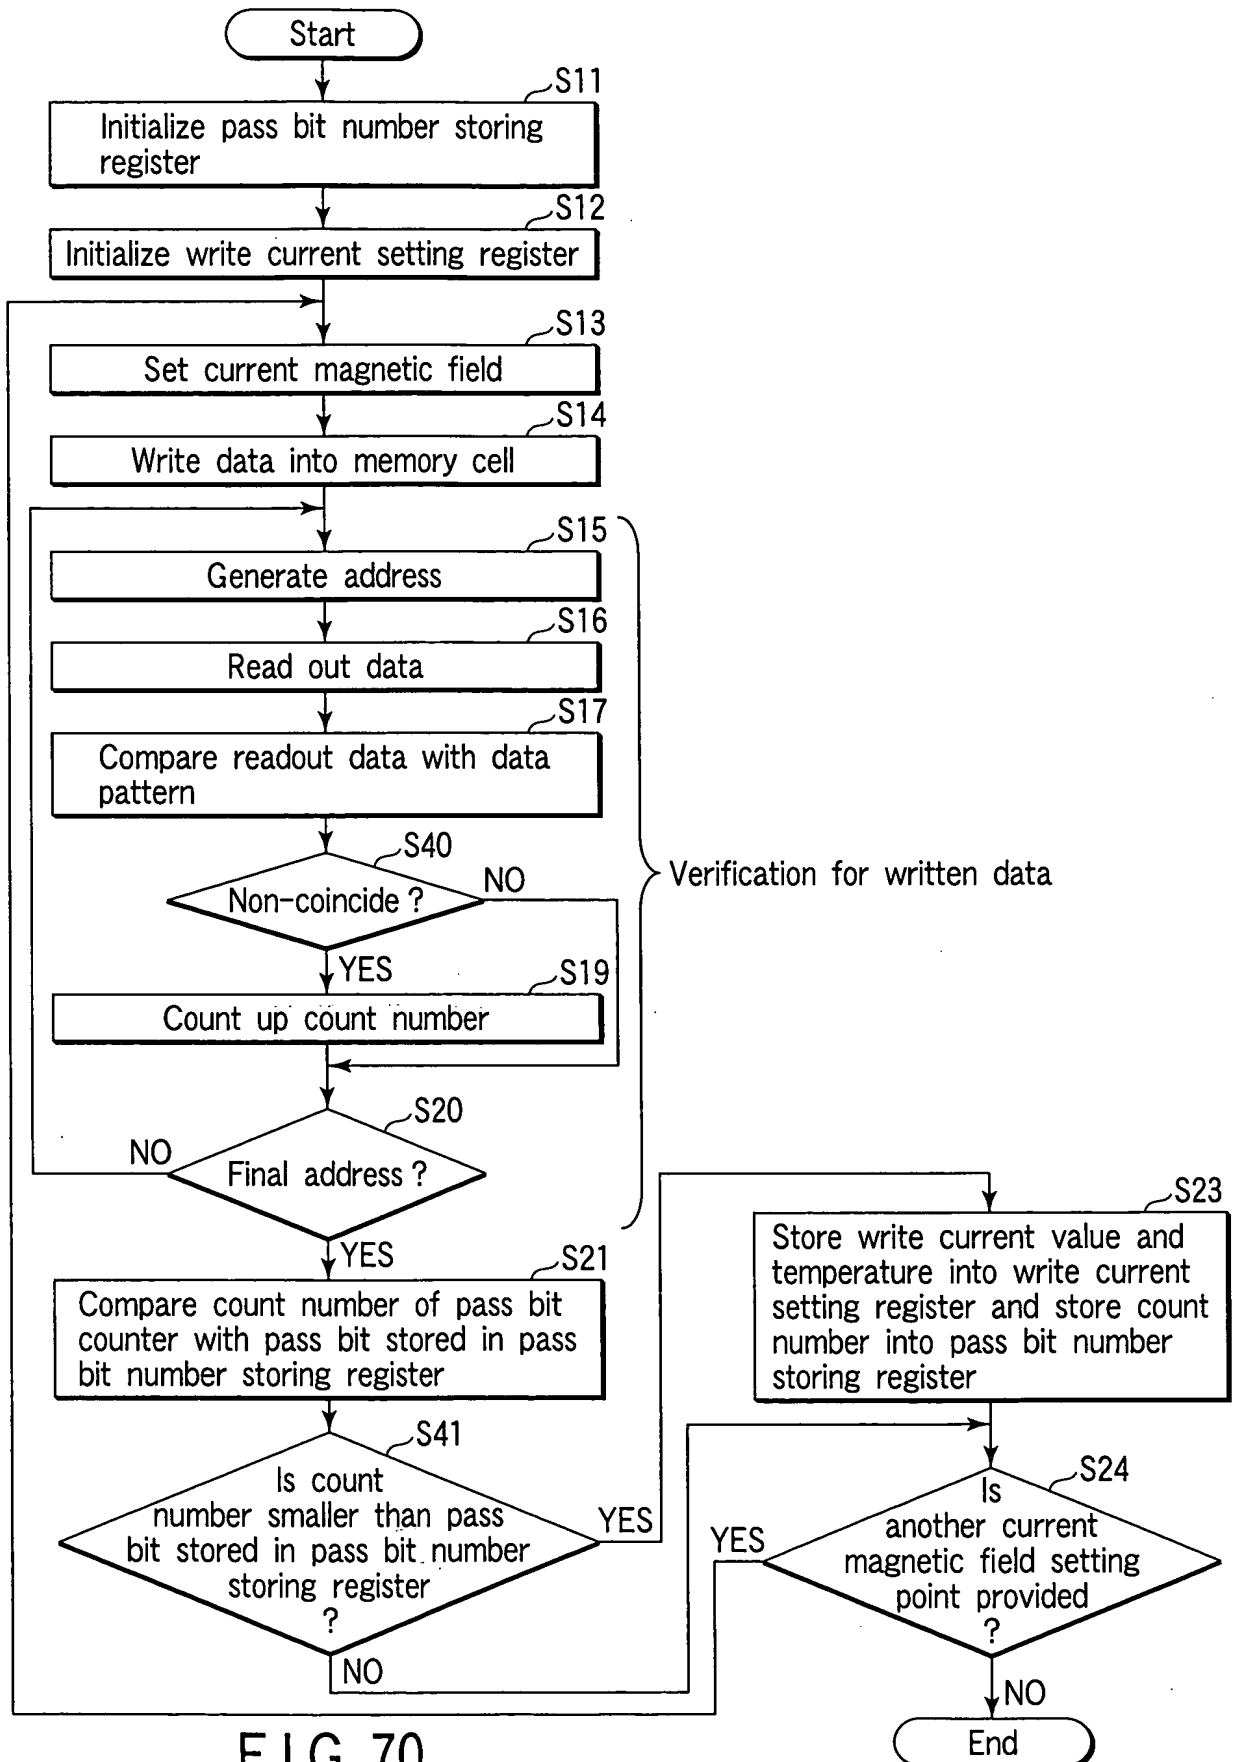 Start
S11
Initialize pass bit number storing
register
S12
Initialize write current setting register
S13
Set current magnetic field
S14
Write data into memory cell
S15
Generate address
S16
Read out data
S17
Compare readout data with data
pattern
S40
Non-coincide ?
NO
YES
Verification for written data
S19
Count up count number
S20
Final address ?
NO
YES
S21
Compare count number of pass bit
counter with pass bit stored in pass
bit number storing register
S41
Is count
number smaller than pass
bit stored in pass bit number
storing register
?
YES
NO
S23
Store write current value and
temperature into write current
setting register and store count
number into pass bit number
storing register
S24
Is
another current
magnetic field setting
point provided
?
YES
NO
End
FIG. 70